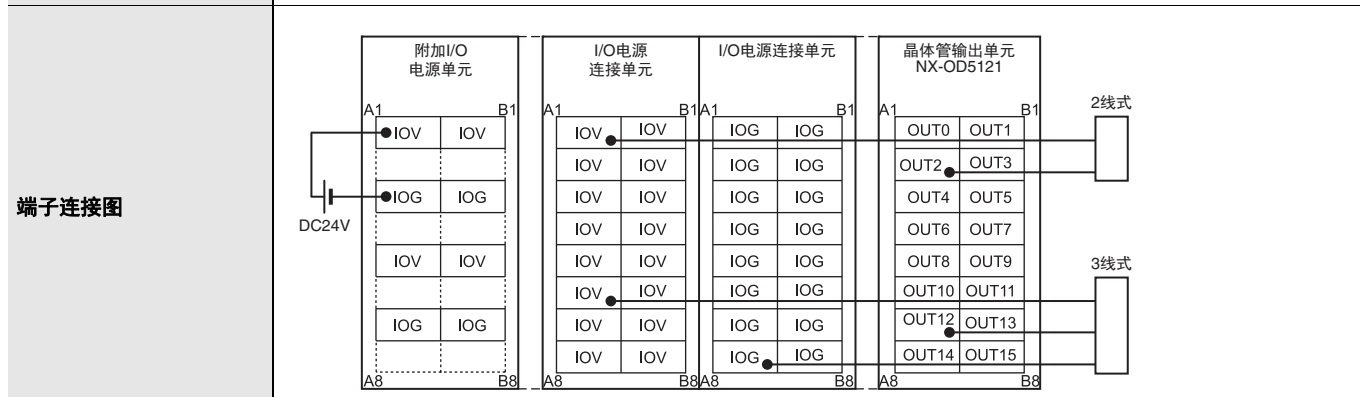 端子连接图
附加I/O
电源单元
I/O电源
连接单元
I/O电源连接单元
晶体管输出单元
NX-OD5121
A1 B1 A1 B1 A1 B1 A1 B1
2线式
IOV IOV IOV IOV IOG IOG OUT0 OUT1
IOV IOV IOG IOG OUT2 OUT3
IOG IOG IOV IOV IOG IOG OUT4 OUT5
DC24V
IOV IOV IOG IOG OUT6 OUT7
IOV IOV IOV IOV IOG IOG OUT8 OUT9
3线式
IOV IOV IOG IOG OUT10 OUT11
IOG IOG IOV IOV IOG IOG OUT12 OUT13
IOV IOV IOG IOG OUT14 OUT15
A8 B8 A8 B8 A8 B8 A8 B8